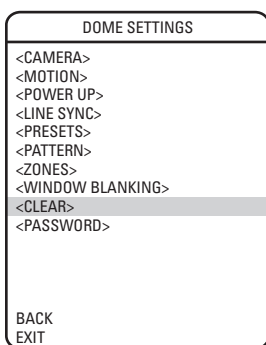 DOME SETTINGS
<CAMERA>
<MOTION>
<POWER UP>
<LINE SYNC>
<PRESETS>
<PATTERN>
<ZONES>
<WINDOW BLANKING>
<CLEAR>
<PASSWORD>
BACK
EXIT